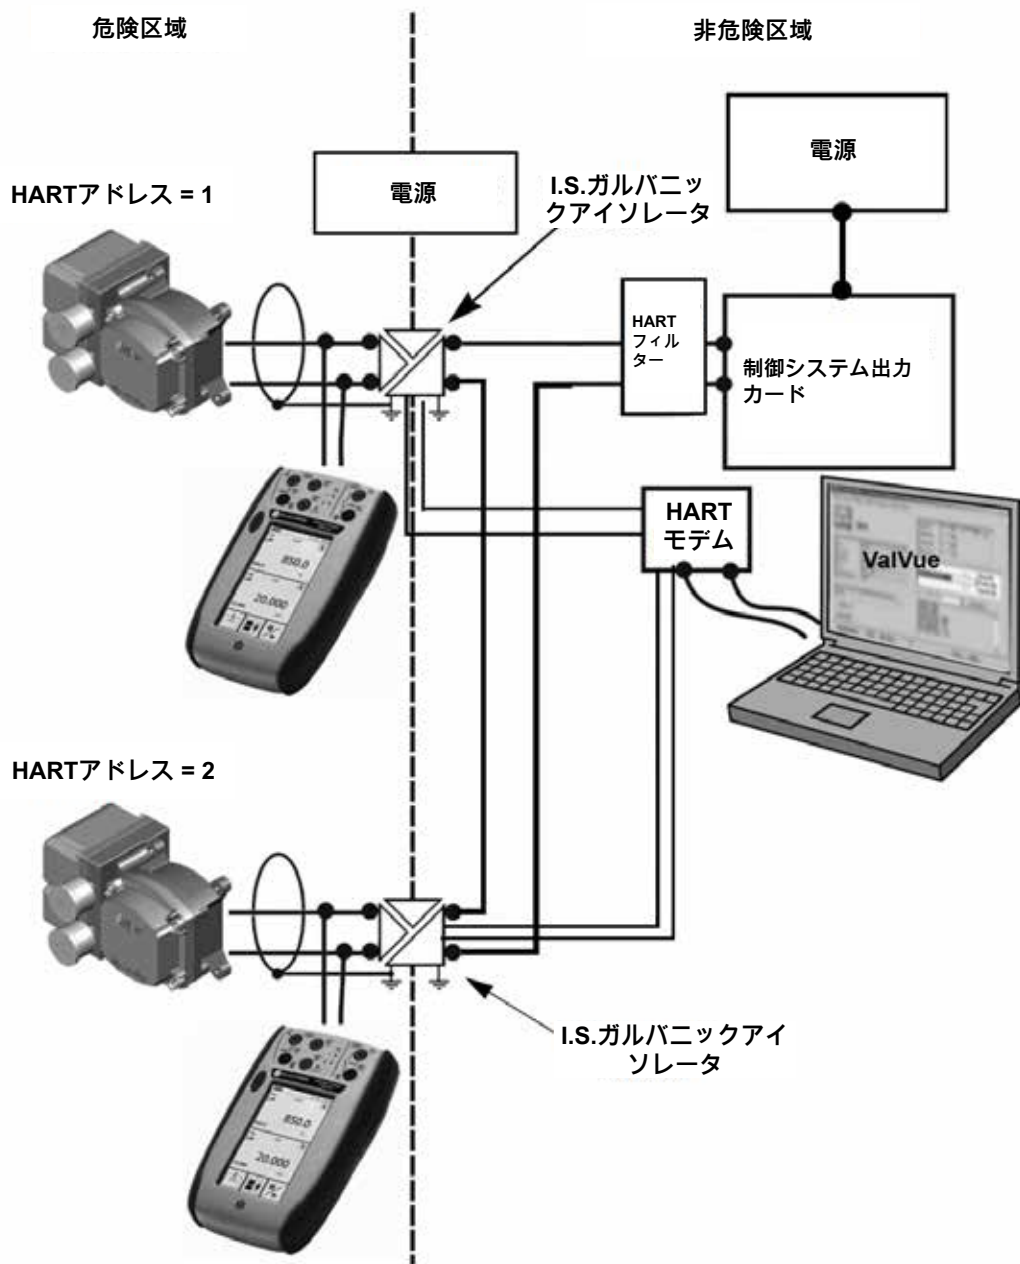 危険区域
非危険区域
電源
電源
HARTアドレス = 1
I.S.ガルバニッ
クアイソレータ
HART
フィル
ター
制御システム出力
カード
HART
モデム
ValVue
850.0
20.000
HARTアドレス = 2
I.S.ガルバニックアイ
ソレータ
850.0
20.000